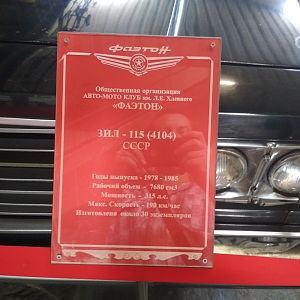 ФАЭТОН
Общественная организация
АВТО-МОТО КЛУБ им. Л.Е. Хлевного
«ФАЭТОН»
ЗИЛ - 115 (4104)
СССР
Годы выпуска - 1978 - 1985
Рабочий объем - 7680 см3
Мощность - 315 л.с.
Макс. Скорость - 190 км/час
Изготовлено около 30 экземпляров